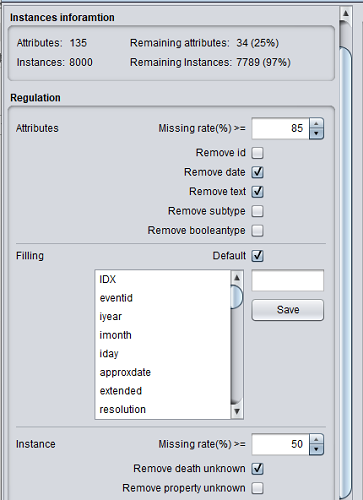 Instances inforamtion
Attributes: 135 Remaining attributes: 34 (25%)
Instances: 8000 Remaining Instances: 7789 (97%)
Regulation
Attributes Missing rate(%) >= 85
Remove id
Remove date
Remove text
Remove subtype
Remove booleantype
Filling Default
IDX
eventid
iyear
imonth
iday
approxdate
extended
resolution
Save
Instance Missing rate(%) >= 50
Remove death unknown
Remove property unknown